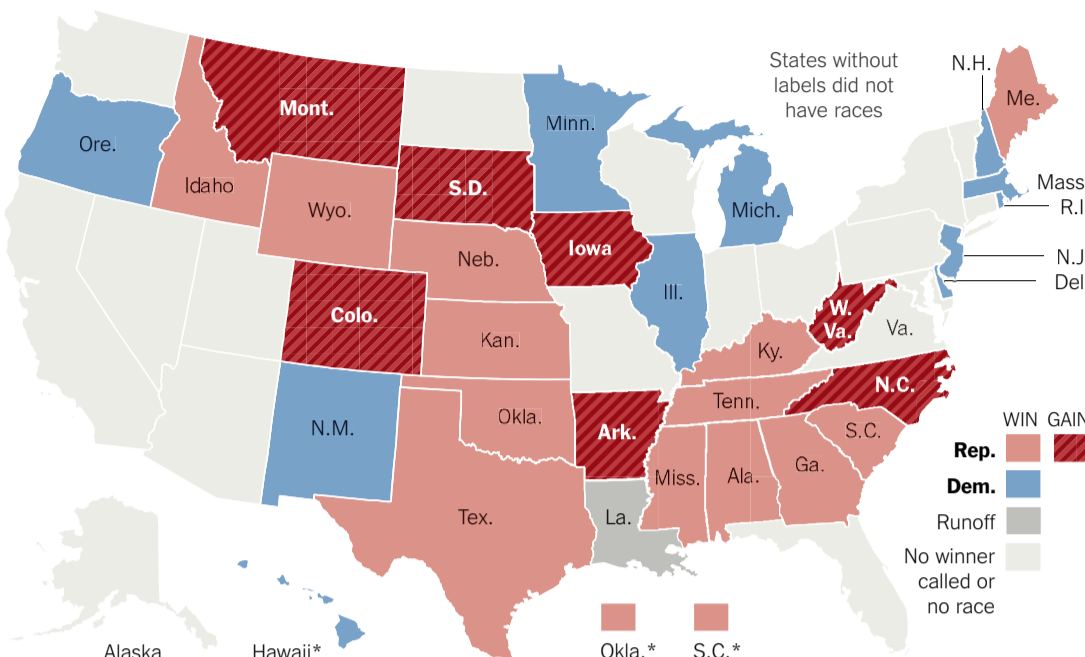 States without
labels did not
have races
N.H.
Me.
Mont.
Minn.
Ore.
Idaho
S.D.
Wyo.
Mich.
Mass
R.I
Iowa
Neb.
N.J
Del
Ill.
W.
Va.
Va.
Colo.
Kan.
Ky.
N.C.
Tenn.
Okla.
N.M.
Ark.
S.C.
Miss.
Ala.
Ga.
Tex.
La.
WIN GAIN
Rep.
Dem.
Runoff
No winner
called or
no race
Alaska
Hawaii*
Okla.*
S.C.*